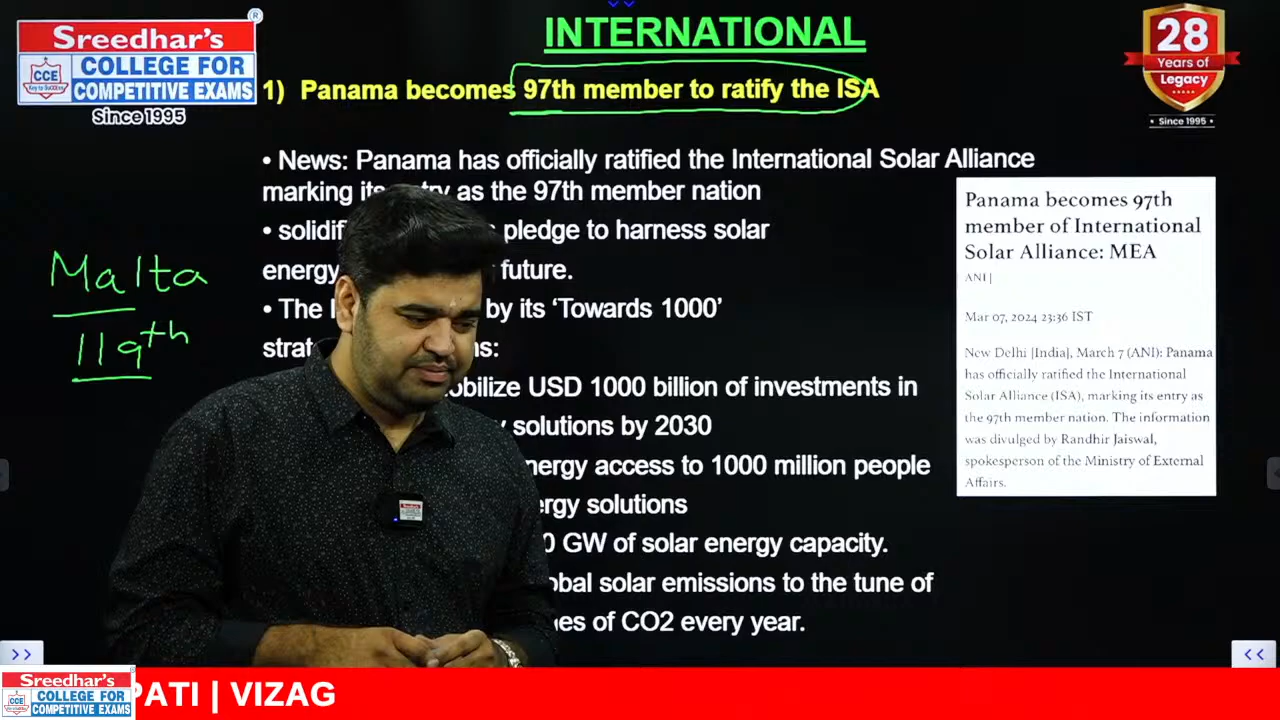 Sreedhar's
CCE
Key to SuCCEss
COLLEGE FOR
COMPETITIVE EXAMS
Since 1995
®
INTERNATIONAL
28
Years of
Legacy
• Since 1995 •
1) Panama becomes 97th member to ratify the ISA
• News: Panama has officially ratified the International Solar Alliance
marking its entry as the 97th member nation
• solidif pledge to harness solar
energy future.
• The by its ‘Towards 1000’
strat
obilize USD 1000 billion of investments in
solutions by 2030
nergy access to 1000 million people
ergy solutions
0 GW of solar energy capacity.
obal solar emissions to the tune of
es of CO2 every year.
Malta
119th
Panama becomes 97th
member of International
Solar Alliance: MEA
ANI |
Mar 07, 2024 23:36 IST
New Delhi [India], March 7 (ANI): Panama
has officially ratified the International
Solar Alliance (ISA), marking its entry as
the 97th member nation. The information
was divulged by Randhir Jaiswal,
spokesperson of the Ministry of External
Affairs.
>>
<<
Sreedhar's
CCE
COLLEGE FOR
COMPETITIVE EXAMS
PATI | VIZAG